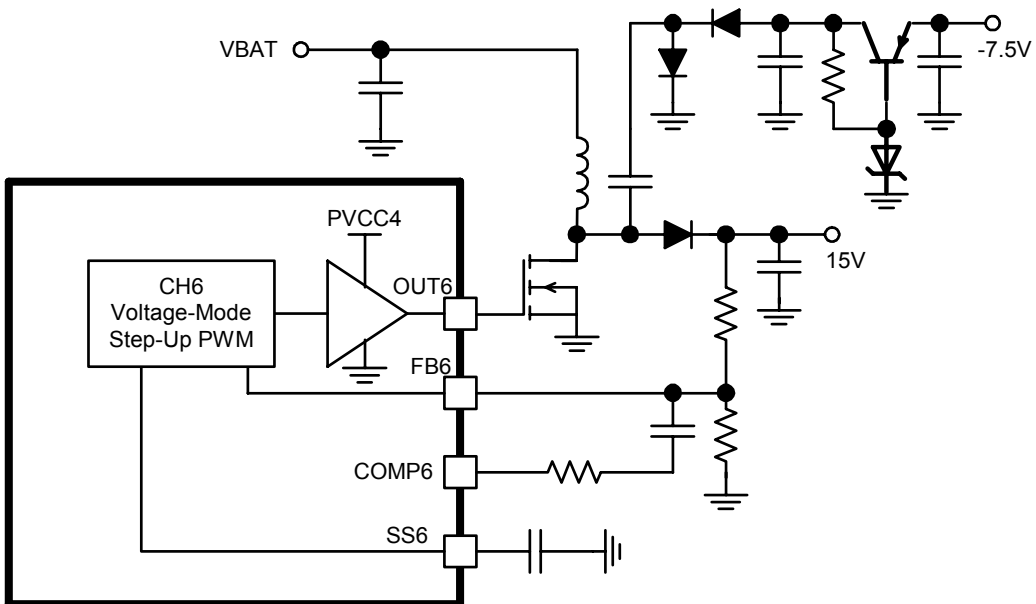 VBAT
-7.5V
PVCC4
15V
CH6
Voltage-Mode
Step-Up PWM
OUT6
FB6
COMP6
SS6